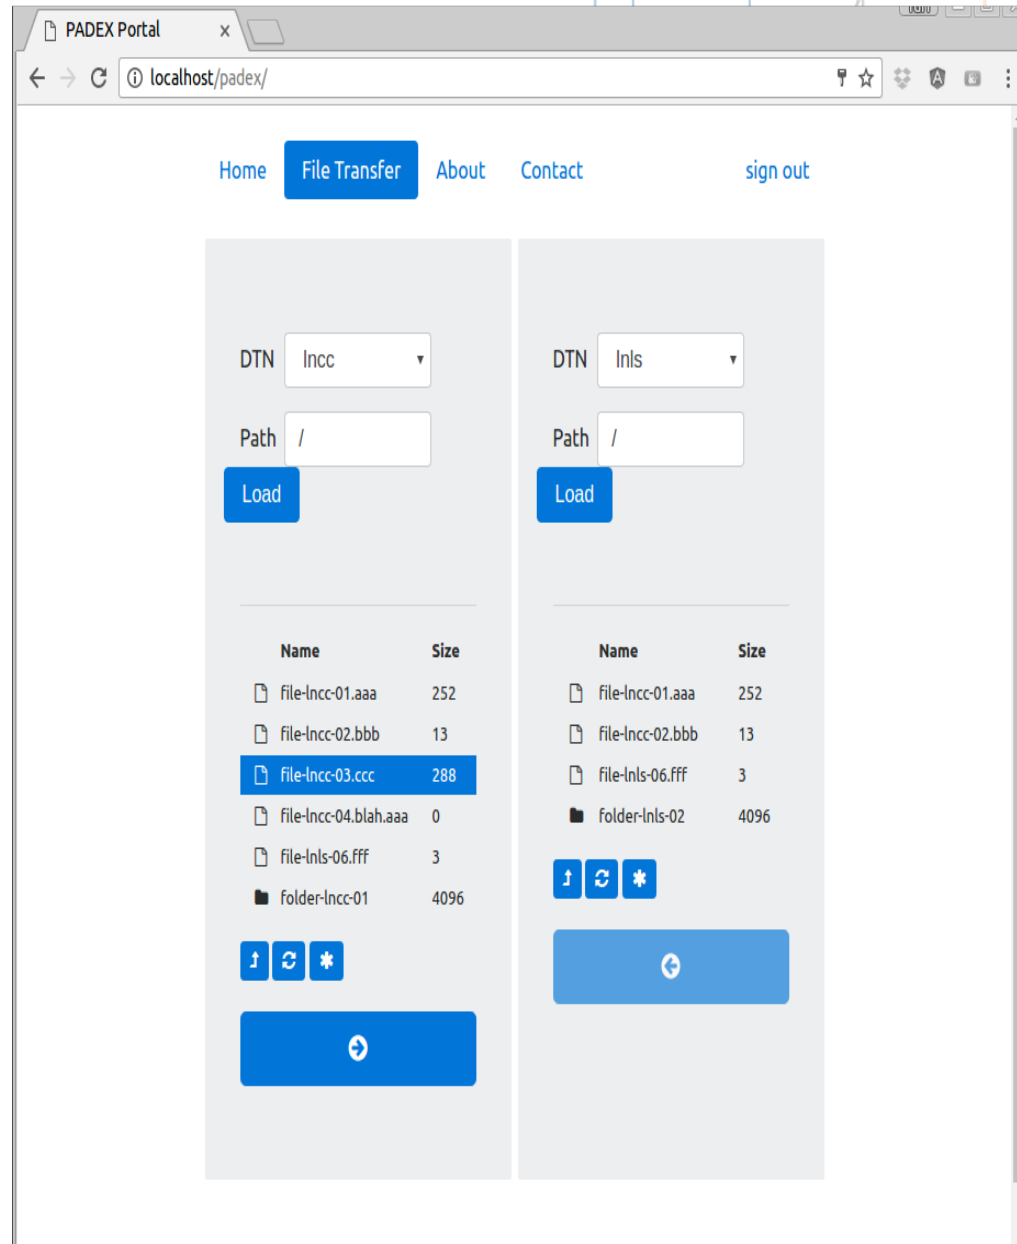 PADEX Portal
localhost/padex/
Home File Transfer About Contact sign out
DTN lncc
Path /
Load
Name Size
file-lncc-01.aaa 252
file-lncc-02.bbb 13
file-lncc-03.ccc 288
file-lncc-04.blah.aaa 0
file-lnls-06.fff 3
folder-lncc-01 4096
DTN lnls
Path /
Load
Name Size
file-lncc-01.aaa 252
file-lncc-02.bbb 13
file-lnls-06.fff 3
folder-lnls-02 4096